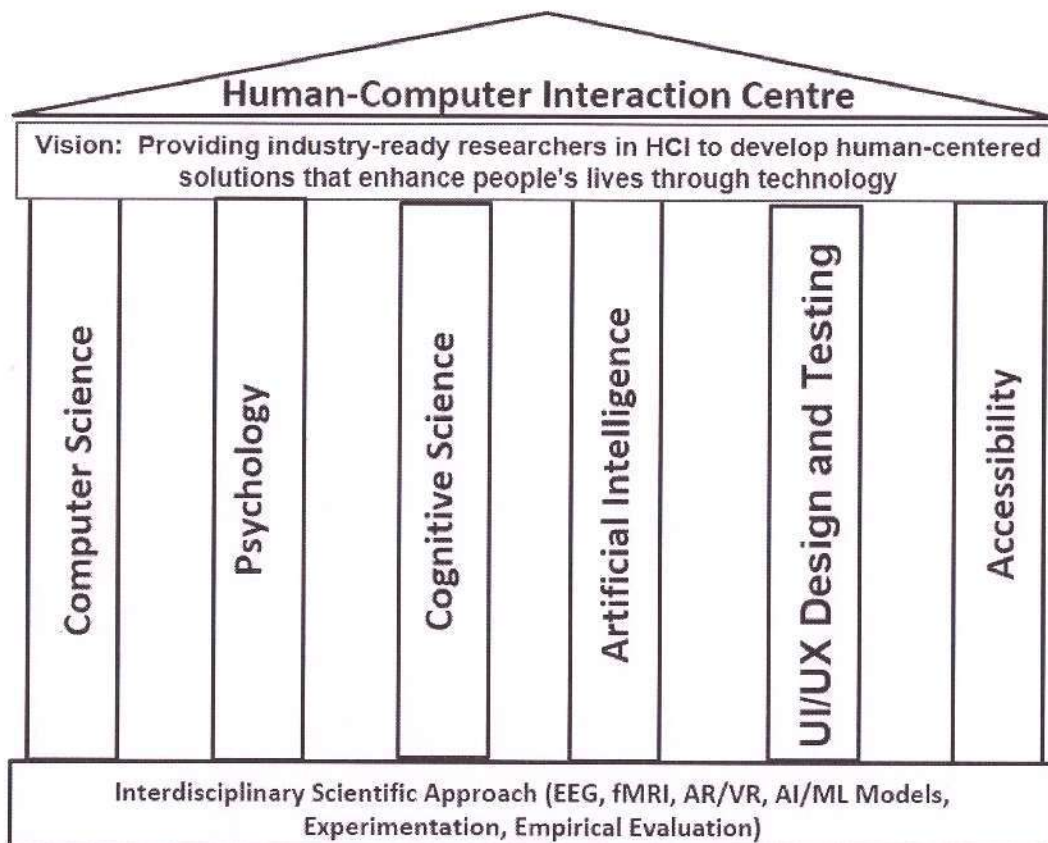 Human-Computer Interaction Centre
Vision: Providing industry-ready researchers in HCI to develop human-centered
solutions that enhance people's lives through technology
Computer Science
Psychology
Cognitive Science
Artificial Intelligence
UI/UX Design and Testing
Accessibility
Interdisciplinary Scientific Approach (EEG, fMRI, AR/VR, AI/ML Models,
Experimentation, Empirical Evaluation)